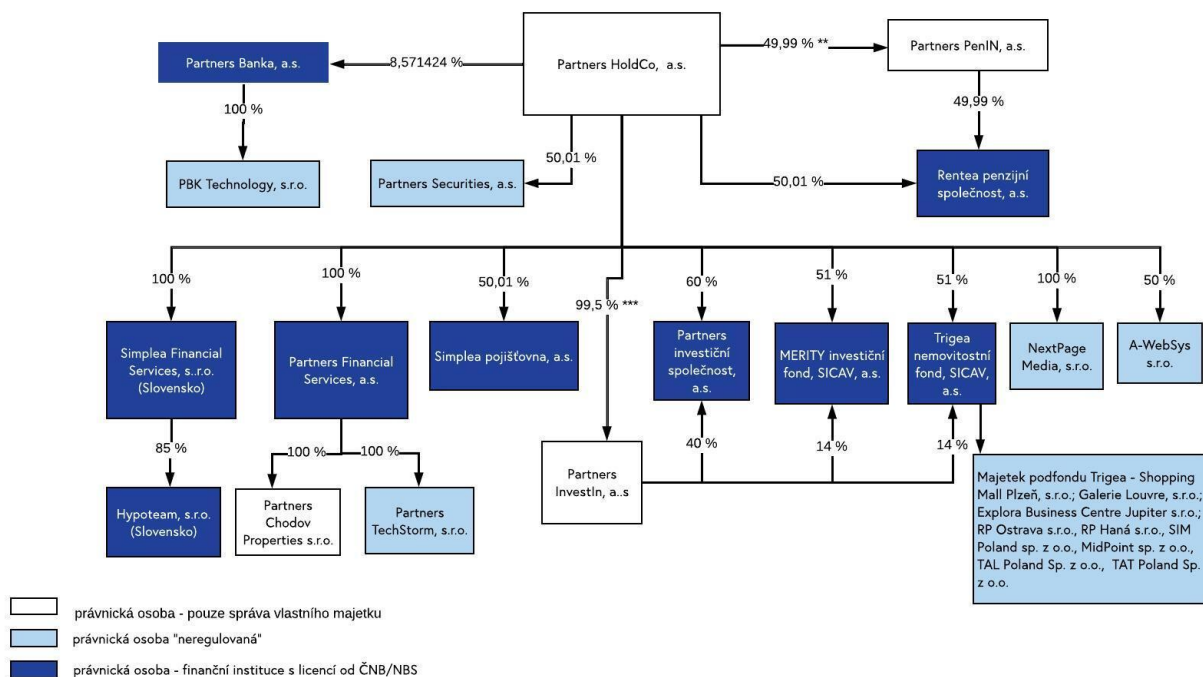 Partners HoldCo, a.s.
49,99 % **
Partners PenIN, a.s.
Partners Banka, a.s.
8,571424 %
100 %
49,99 %
50,01 %
PBK Technology, s.r.o.
Partners Securities, a.s.
50,01 %
Rentea penzijní
společnost, a.s.
100 %
100 %
50,01 %
99,5 % ***
60 %
51 %
51 %
100 %
50 %
Simplea Financial
Services, s.r.o.
(Slovensko)
Partners Financial
Services, a.s.
Simplea pojišťovna, a.s.
Partners
investiční
společnost,
a.s.
MERITY investiční
fond, SICAV, a.s.
Trigea
nemovitostní
fond, SICAV,
a.s.
NextPage
Media, s.r.o.
A-WebSys
s.r.o.
85 %
100 %
100 %
40 %
14 %
14 %
Hypoteam, s.r.o.
(Slovensko)
Partners
Chodov
Properties s.r.o.
Partners
TechStorm, s.r.o.
Partners
InvestIn, a..s
Majetek podfondu Trigea - Shopping
Mall Plzeň, s.r.o.; Galerie Louvre, s.r.o.;
Explora Business Centre Jupiter s.r.o.;
RP Ostrava s.r.o., RP Haná s.r.o., SIM
Poland sp. z o.o., MidPoint sp. z o.o.,
TAL Poland Sp. z o.o., TAT Poland Sp.
z o.o.
právnická osoba - pouze správa vlastního majetku
právnická osoba "neregulovaná"
právnická osoba - finanční instituce s licencí od ČNB/NBS